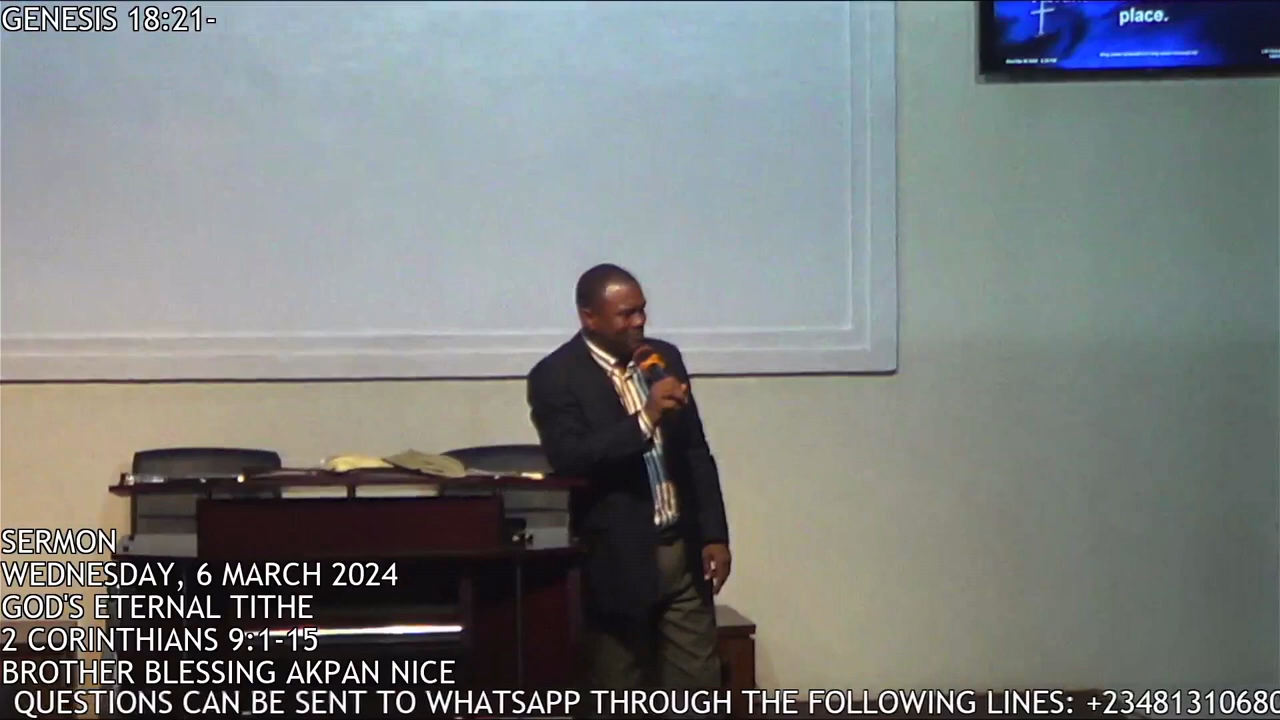 GENESIS 18:21-
place.
SERMON
WEDNESDAY, 6 MARCH 2024
GOD'S ETERNAL TITHE
2 CORINTHIANS 9:1-15
BROTHER BLESSING AKPAN NICE
QUESTIONS CAN BE SENT TO WHATSAPP THROUGH THE FOLLOWING LINES: +2348131068